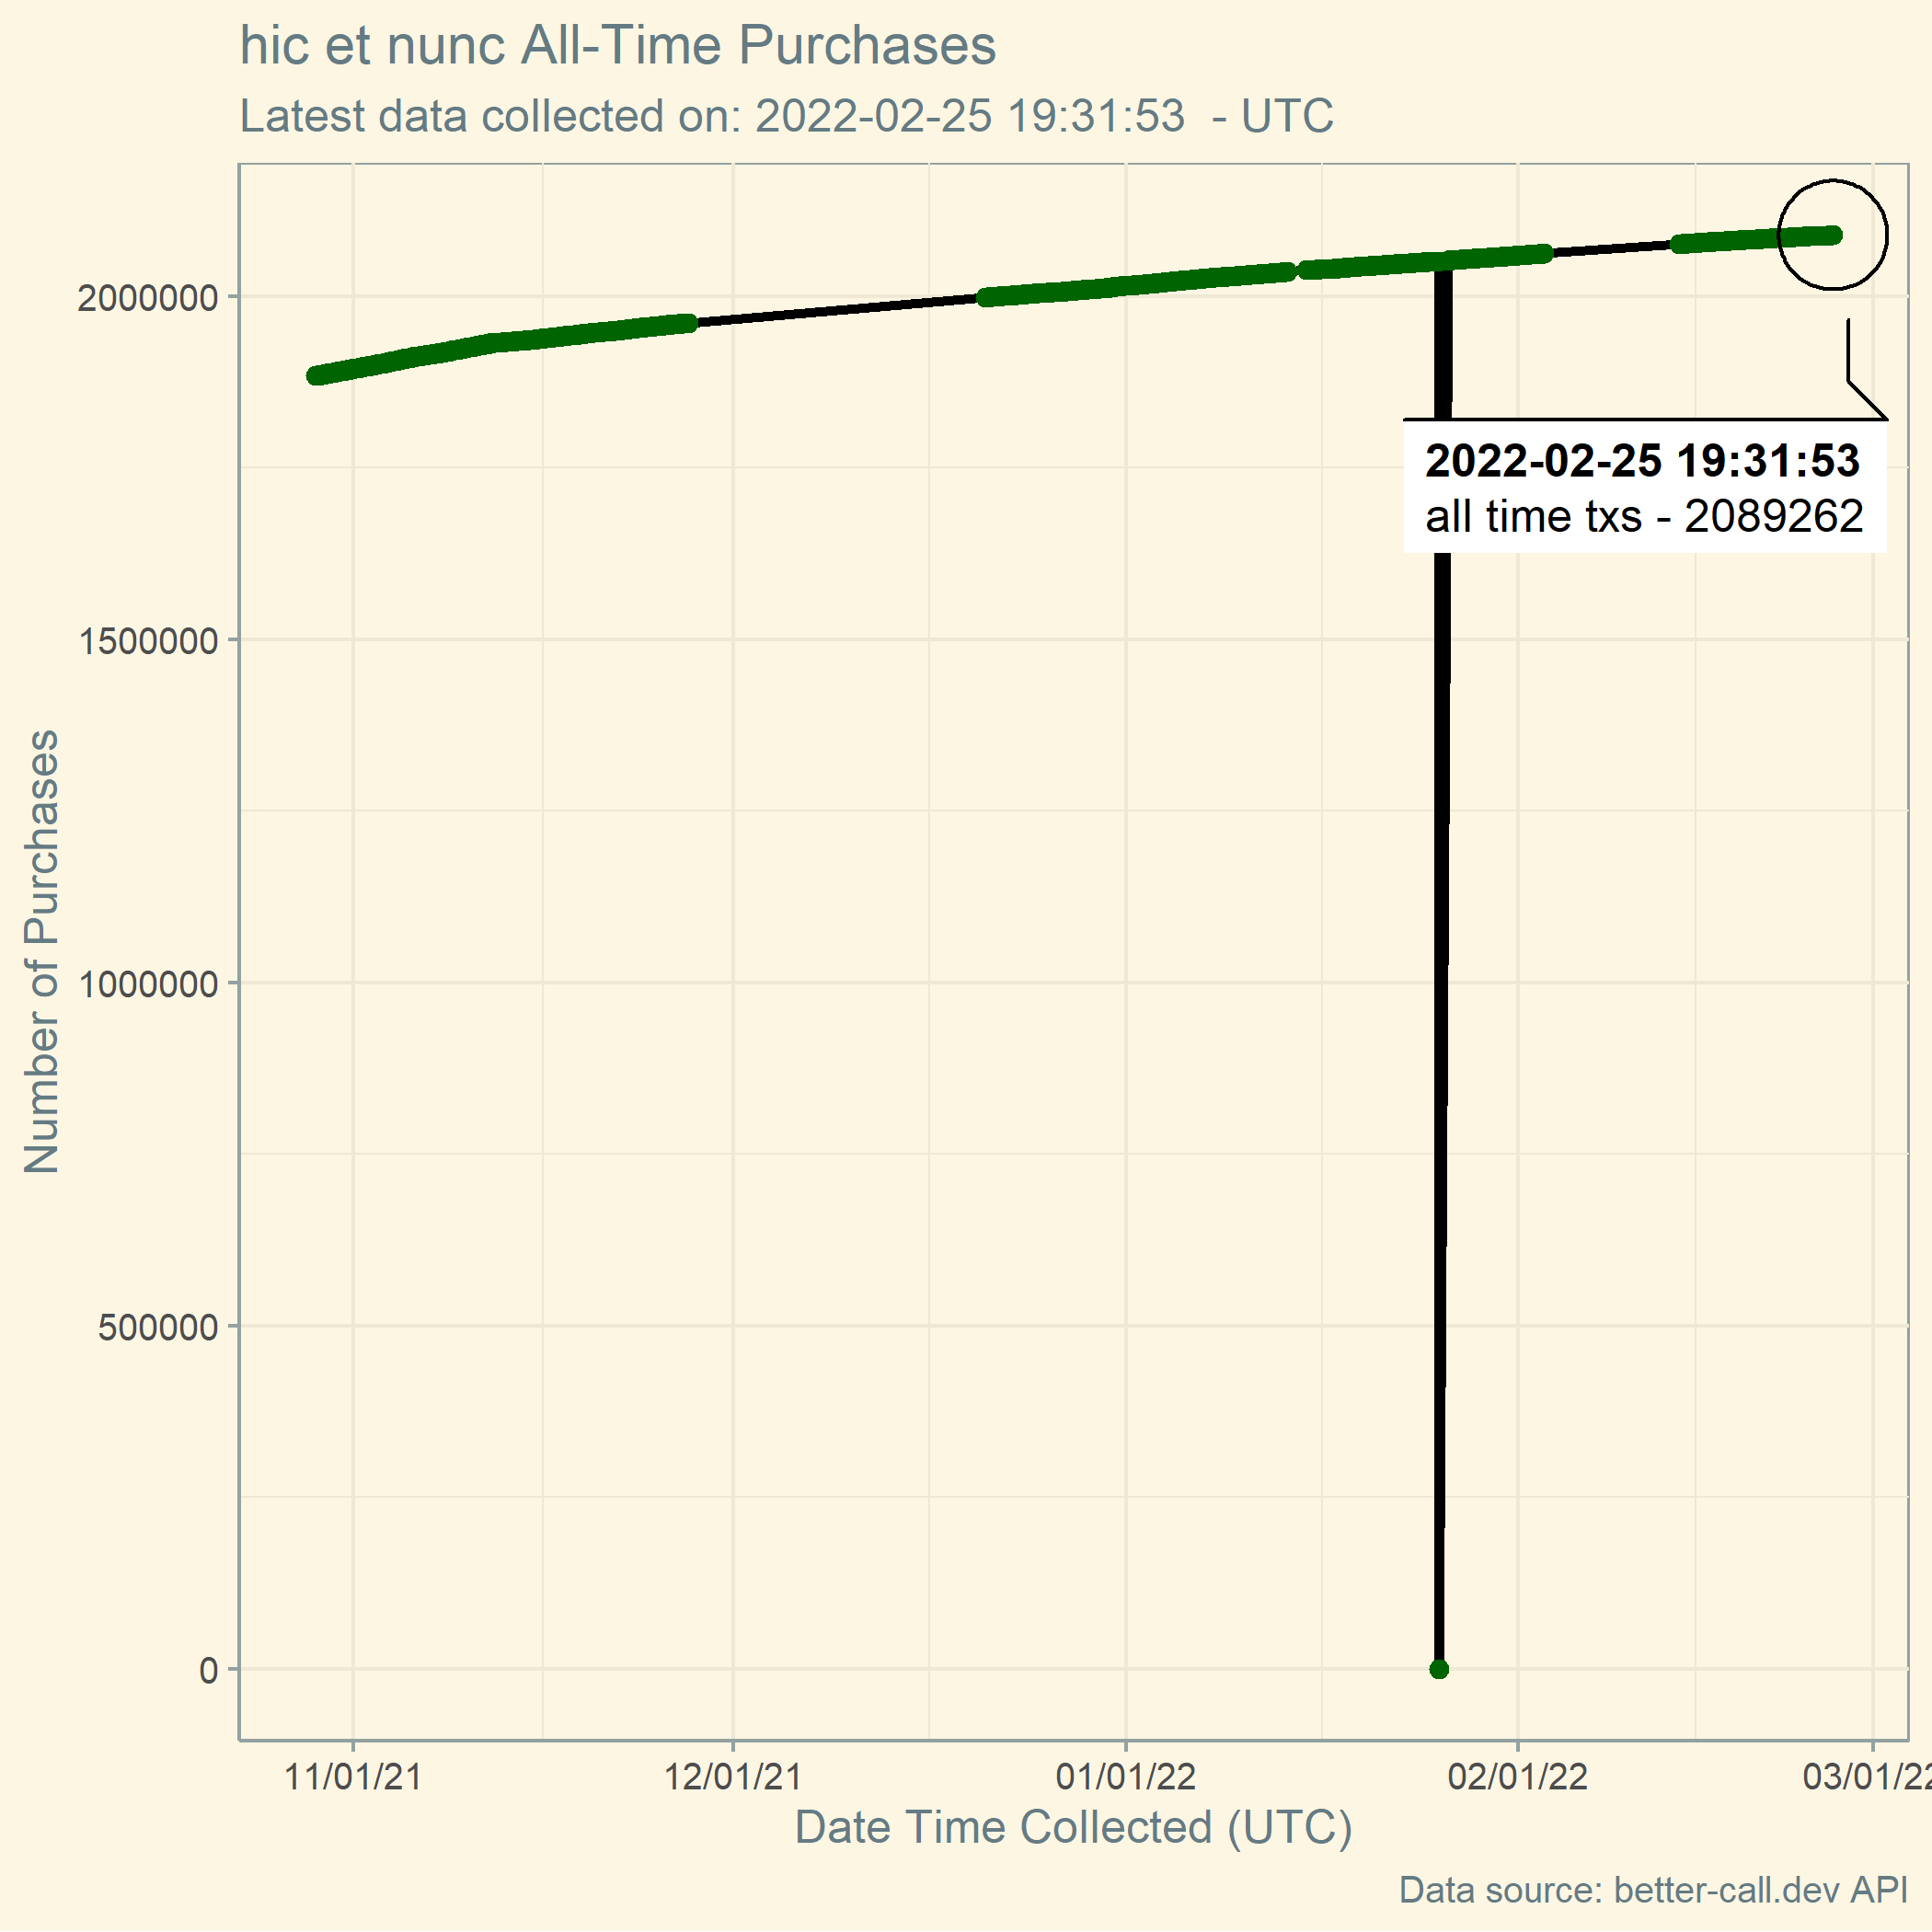 hic et nunc All-Time Purchases
Latest data collected on: 2022-02-25 19:31:53  - UTC
2000000
1500000
1000000
500000
0
Number of Purchases
2022-02-25 19:31:53
all time txs - 2089262
11/01/21
12/01/21
01/01/22
02/01/22
03/01/22
Date Time Collected (UTC)
Data source: better-call.dev API